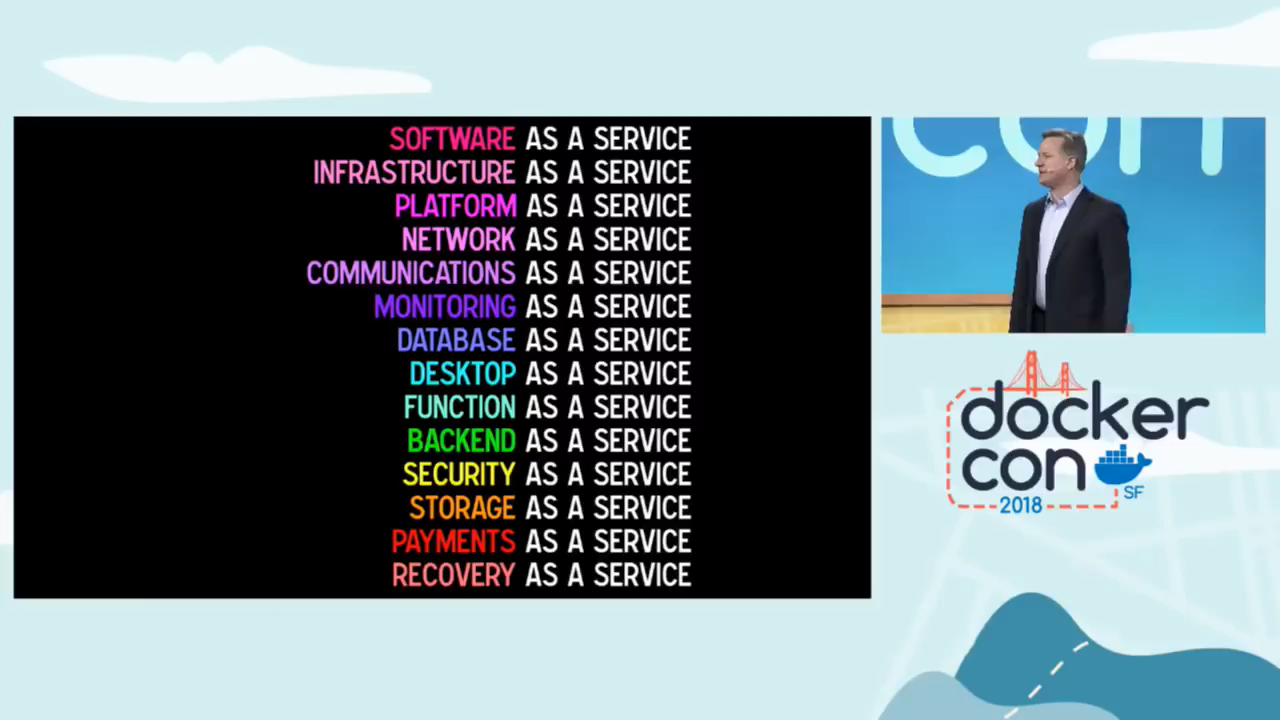 SOFTWARE AS A SERVICE
INFRASTRUCTURE AS A SERVICE
PLATFORM AS A SERVICE
NETWORK AS A SERVICE
COMMUNICATIONS AS A SERVICE
MONITORING AS A SERVICE
DATABASE AS A SERVICE
DESKTOP AS A SERVICE
FUNCTION AS A SERVICE
BACKEND AS A SERVICE
SECURITY AS A SERVICE
STORAGE AS A SERVICE
PAYMENTS AS A SERVICE
RECOVERY AS A SERVICE
con
docker
con
SF
2018